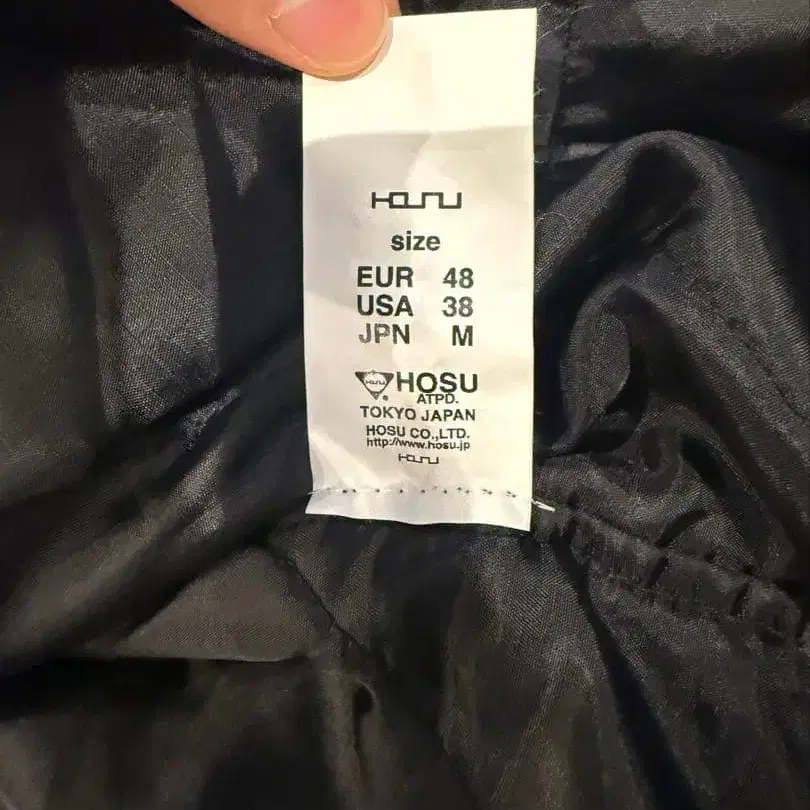 HOSU
size
EUR 48
USA 38
JPN M
HOSU
ATPD.
TOKYO JAPAN
HOSU CO.,LTD.
http://www.hosu.jp
HOSU